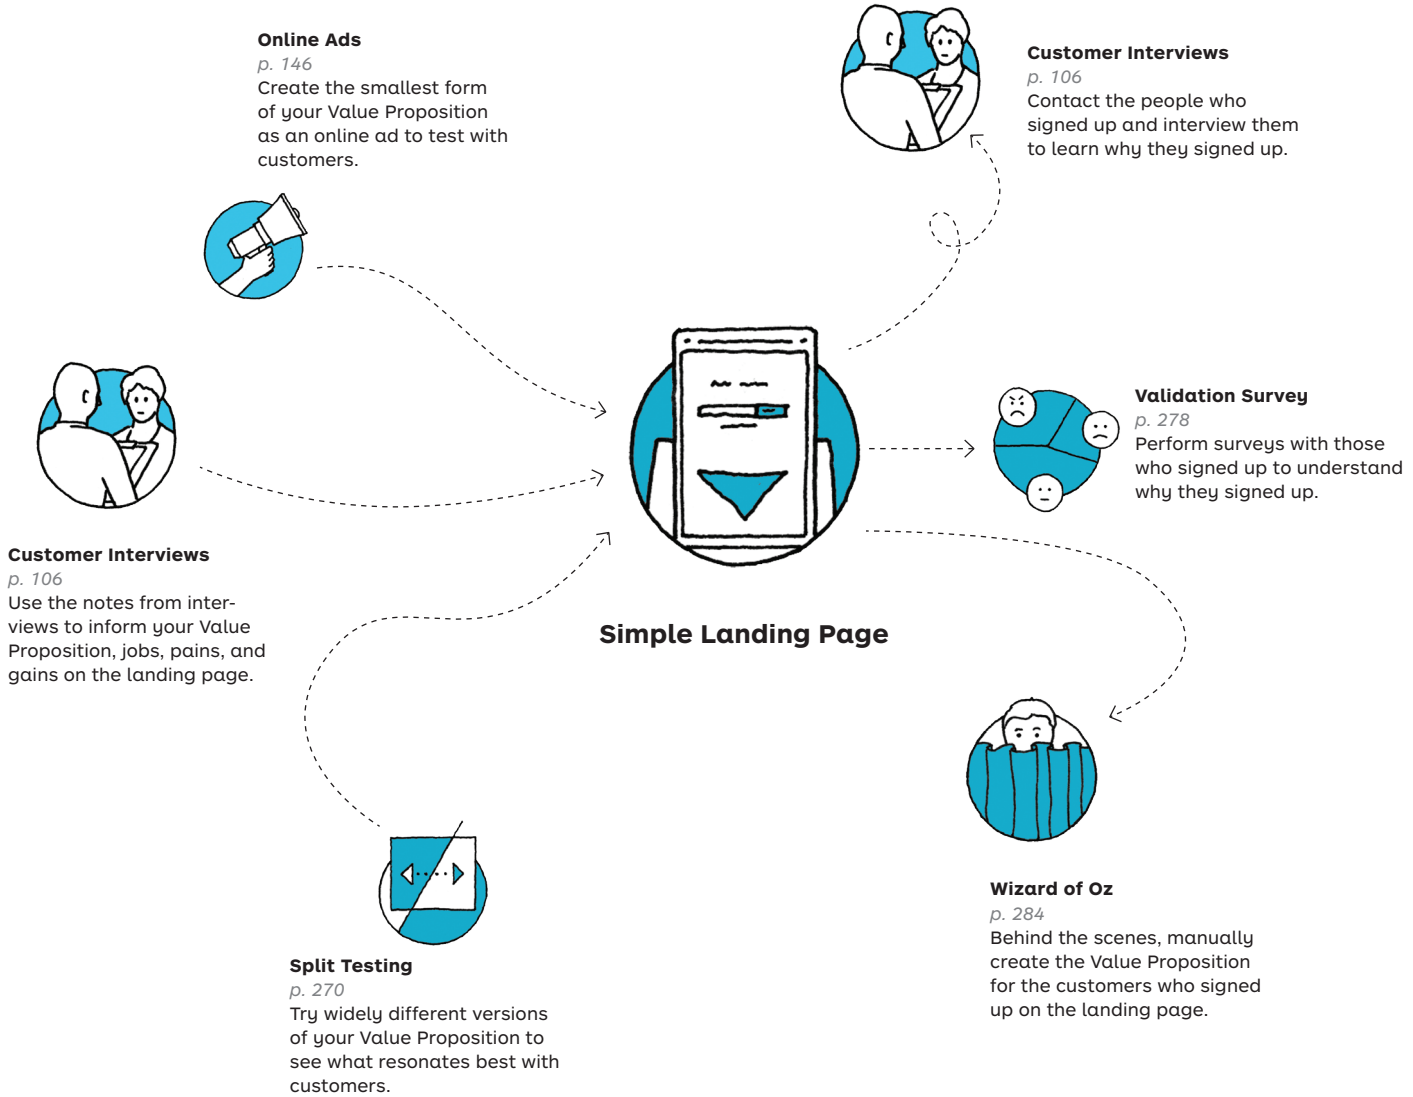 Online Ads
p. 146
Create the smallest form
of your Value Proposition
as an online ad to test with
customers.
Customer Interviews
p. 106
Contact the people who
signed up and interview them
to learn why they signed up.
Validation Survey
p. 278
Perform surveys with those
who signed up to understand
why they signed up.
Customer Interviews
p. 106
Use the notes from inter-
views to inform your Value
Proposition, jobs, pains, and
gains on the landing page.
Simple Landing Page
Wizard of Oz
p. 284
Behind the scenes, manually
create the Value Proposition
for the customers who signed
up on the landing page.
Split Testing
p. 270
Try widely different versions
of your Value Proposition to
see what resonates best with
customers.